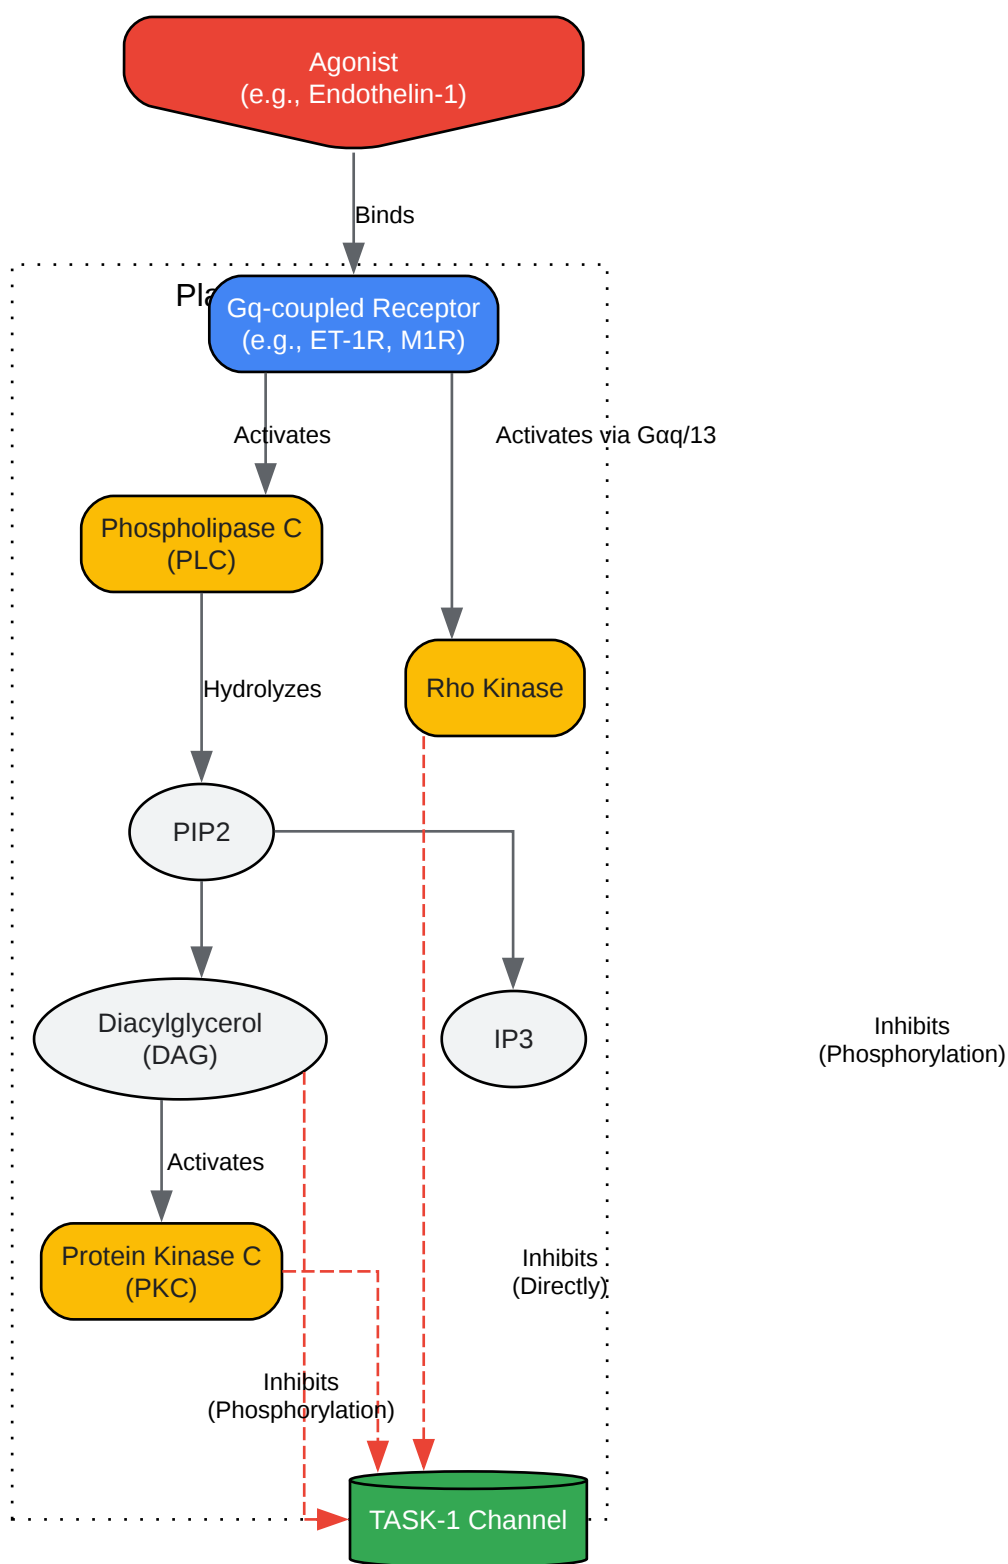 Agonist
(e.g., Endothelin-1)
Binds
Gq-coupled Receptor
(e.g., ET-1R, M1R)
Activates
Activates via Gαq/13
Phospholipase C
(PLC)
Rho Kinase
Hydrolyzes
PIP2
Diacylglycerol
(DAG)
IP3
Inhibits
(Phosphorylation)
Activates
Protein Kinase C
(PKC)
Inhibits
(Directly)
Inhibits
(Phosphorylation)
TASK-1 Channel